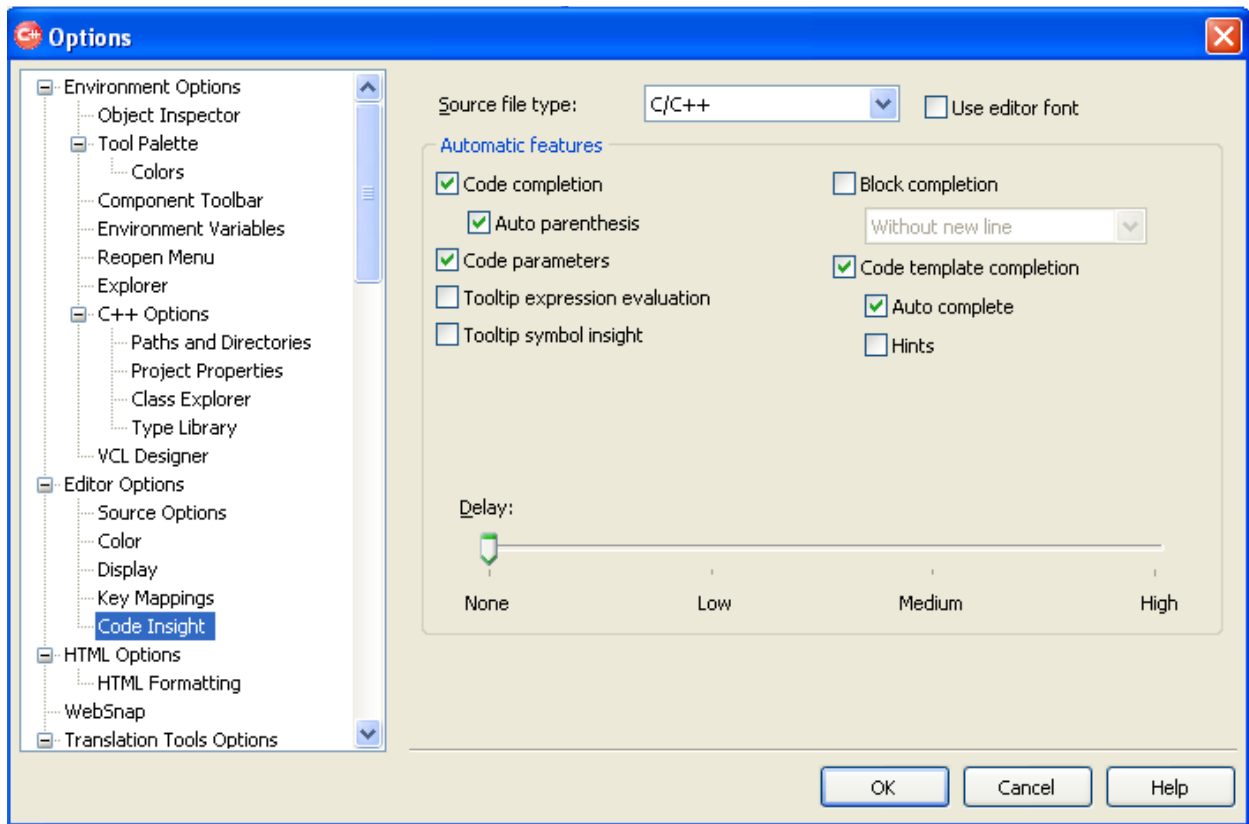 Options
Environment Options
Object Inspector
Tool Palette
Colors
Component Toolbar
Environment Variables
Reopen Menu
Explorer
C++ Options
Paths and Directories
Project Properties
Class Explorer
Type Library
VCL Designer
Editor Options
Source Options
Color
Display
Key Mappings
Code Insight
HTML Options
HTML Formatting
WebSnap
Translation Tools Options
Source file type: C/C++ Use editor font
Automatic features
Code completion
Auto parenthesis
Code parameters
Tooltip expression evaluation
Tooltip symbol insight
Block completion
Without new line
Code template completion
Auto complete
Hints
Delay:
None Low Medium High
OK Cancel Help